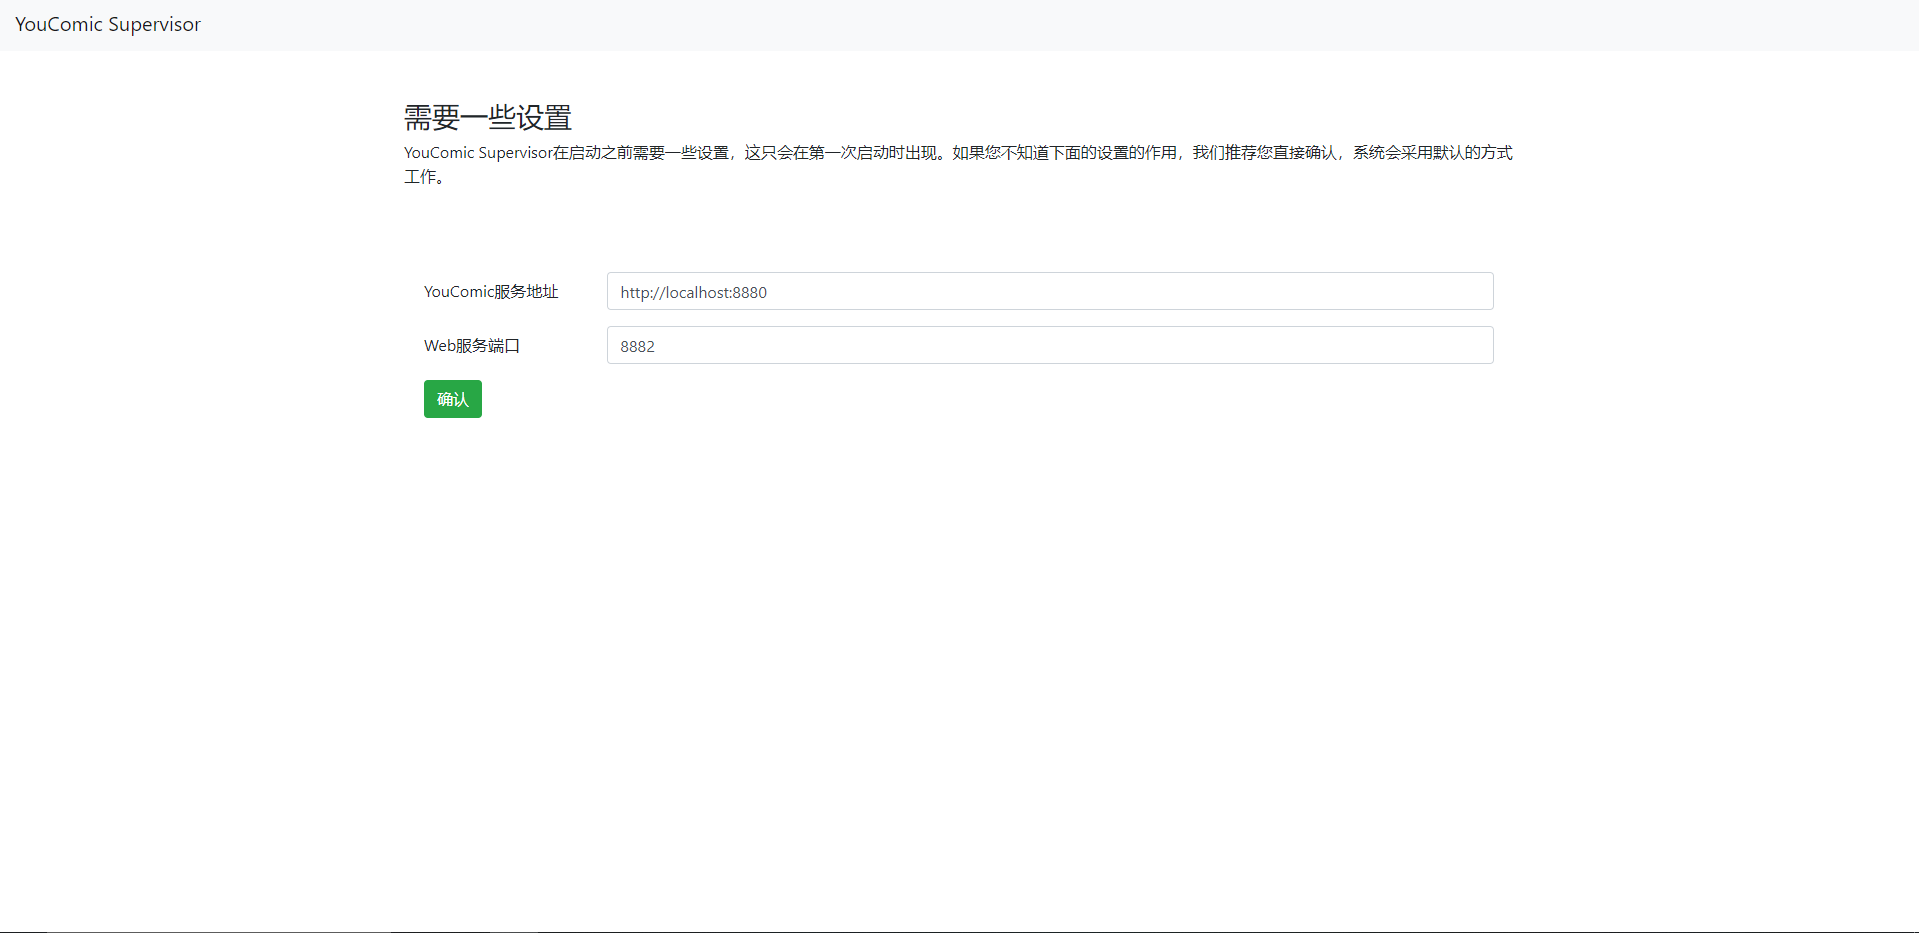 YouComic Supervisor
需要一些设置
YouComic Supervisor在启动之前需要一些设置，这只会在第一次启动时出现。如果您不知道下面的设置的作用，我们推荐您直接确认，系统会采用默认的方式
工作。
YouComic服务地址
http://localhost:8880
Web服务端口
8882
确认